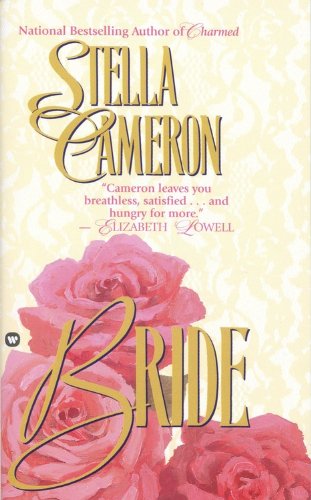 National Bestselling Author of Charmed
STELLA
CAMERON
"Cameron leaves you
breathless, satisfied . . . and
hungry for more."
— ELIZABETH LOWELL
W
BRIDE